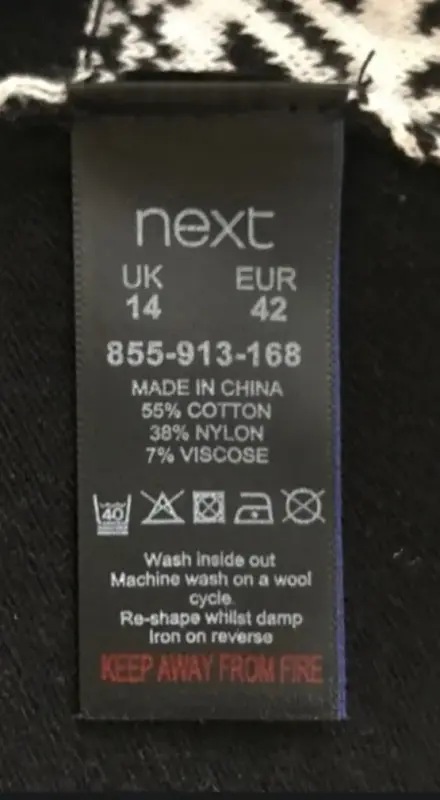 next
UK EUR
14 42
855-913-168
MADE IN CHINA
55% COTTON
38% NYLON
7% VISCOSE
40
Wash inside out
Machine wash on a wool
cycle.
Re-shape whilst damp
Iron on reverse
KEEP AWAY FROM FIRE